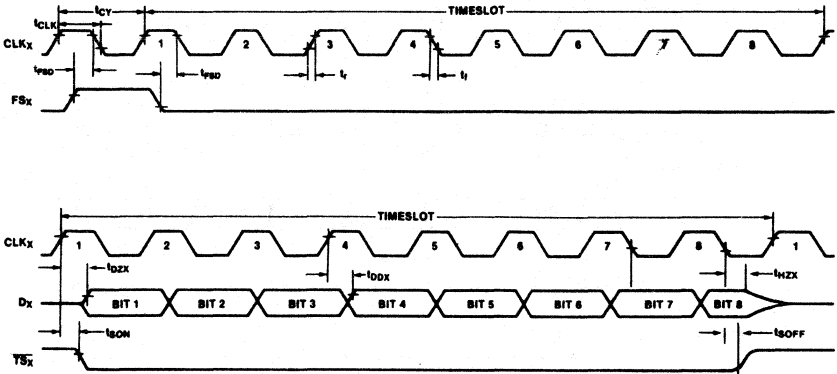 tCY
TIMESLOT
tCLK
CLKX
1 2 3 4 5 6 7 8
tFSD
tFSD
tr
tf
FSX
TIMESLOT
CLKX
1 2 3 4 5 6 7 8 1
tDZX
tDDX
tHZX
DX
BIT 1 BIT 2 BIT 3 BIT 4 BIT 5 BIT 6 BIT 7 BIT 8
tSON
tSOFF
TSX